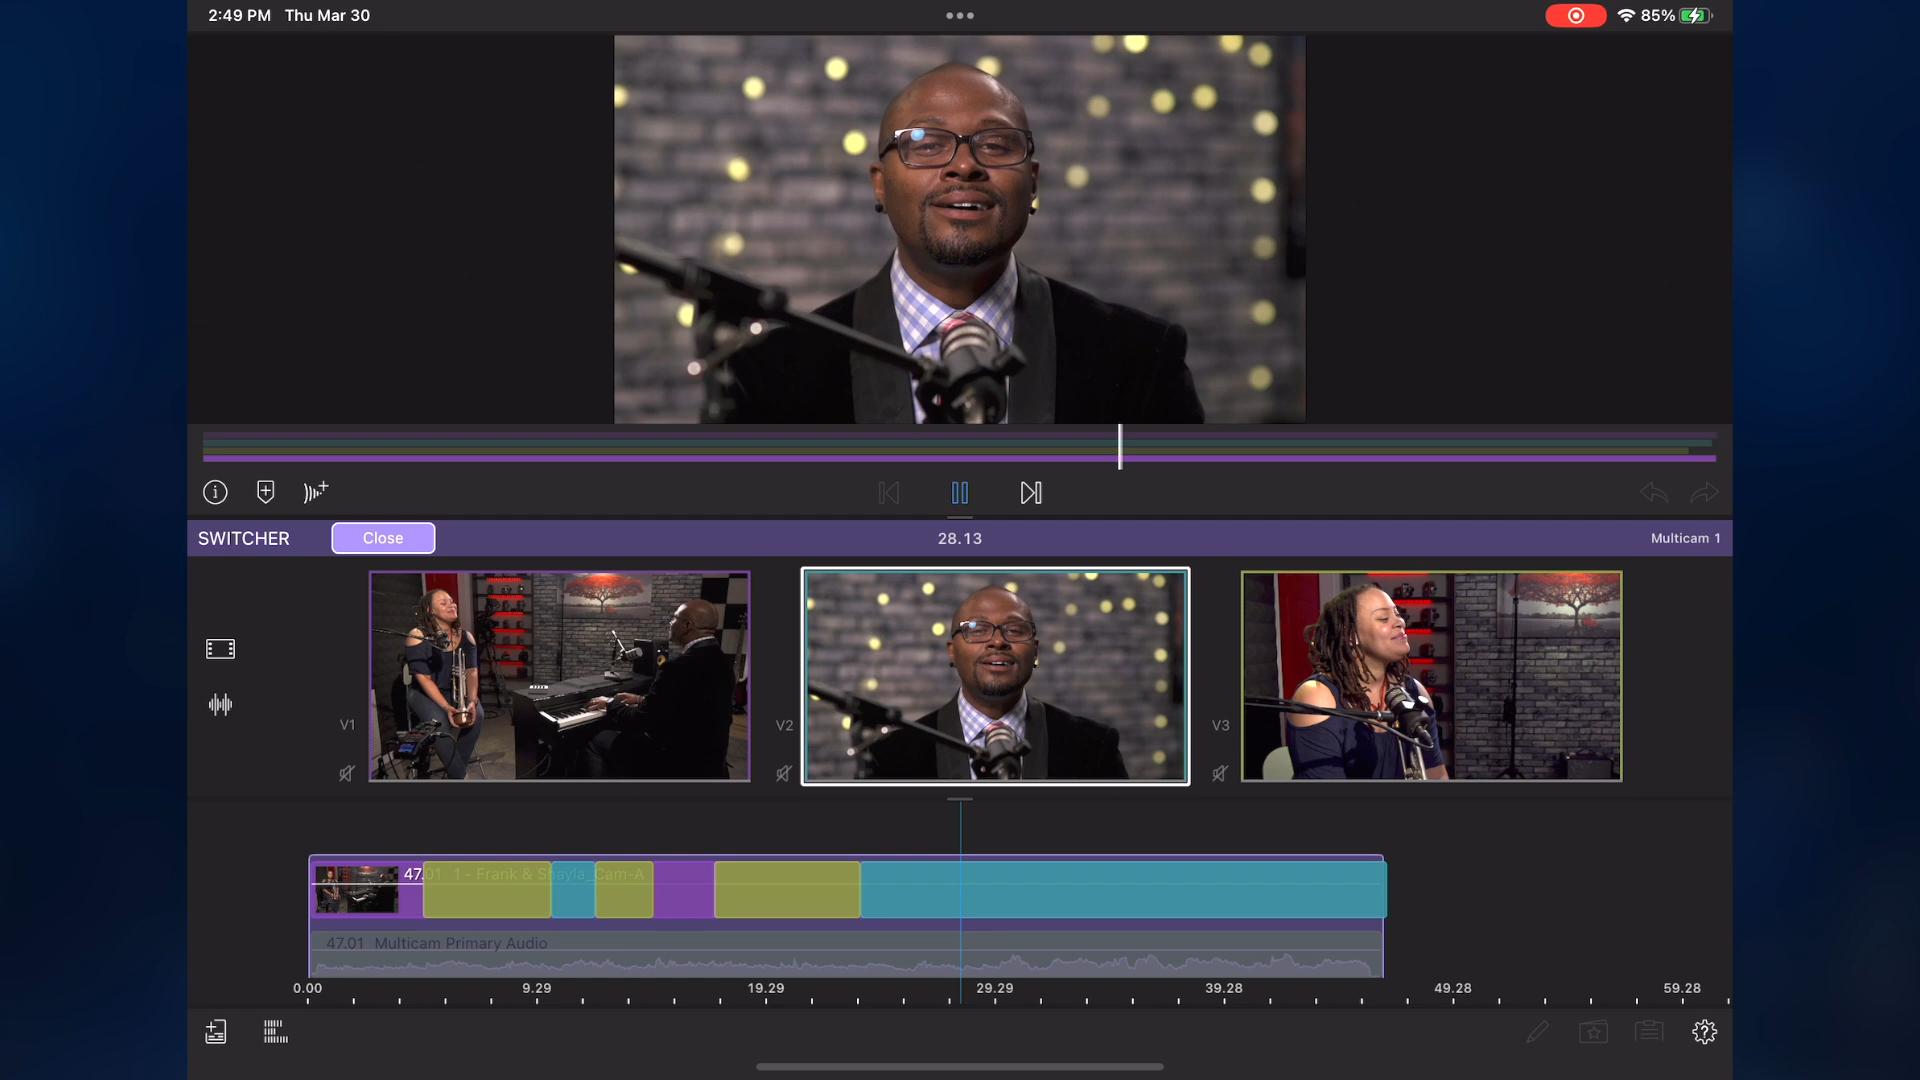 2:49 PM Thu Mar 30
85%
SWITCHER
Close
28.13
Multicam 1
V1
V2
V3
47.01 1 - Frank & Shayla_Cam-A
47.01 Multicam Primary Audio
0.00 9.29 19.29 29.29 39.28 49.28 59.28